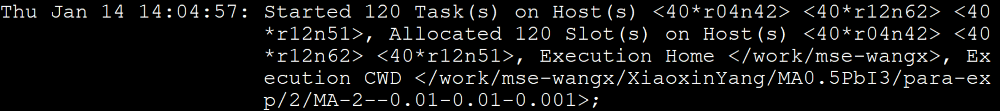 Thu Jan 14 14:04:57: Started 120 Task(s) on Host(s) <40*r04n42> <40*r12n62> <40
*r12n51>, Allocated 120 Slot(s) on Host(s) <40*r04n42> <40
*r12n62> <40*r12n51>, Execution Home </work/mse-wangx>, Ex
ecution CWD </work/mse-wangx/XiaoxinYang/MA0.5PbI3/para-ex
p/2/MA-2--0.01-0.01-0.001>;